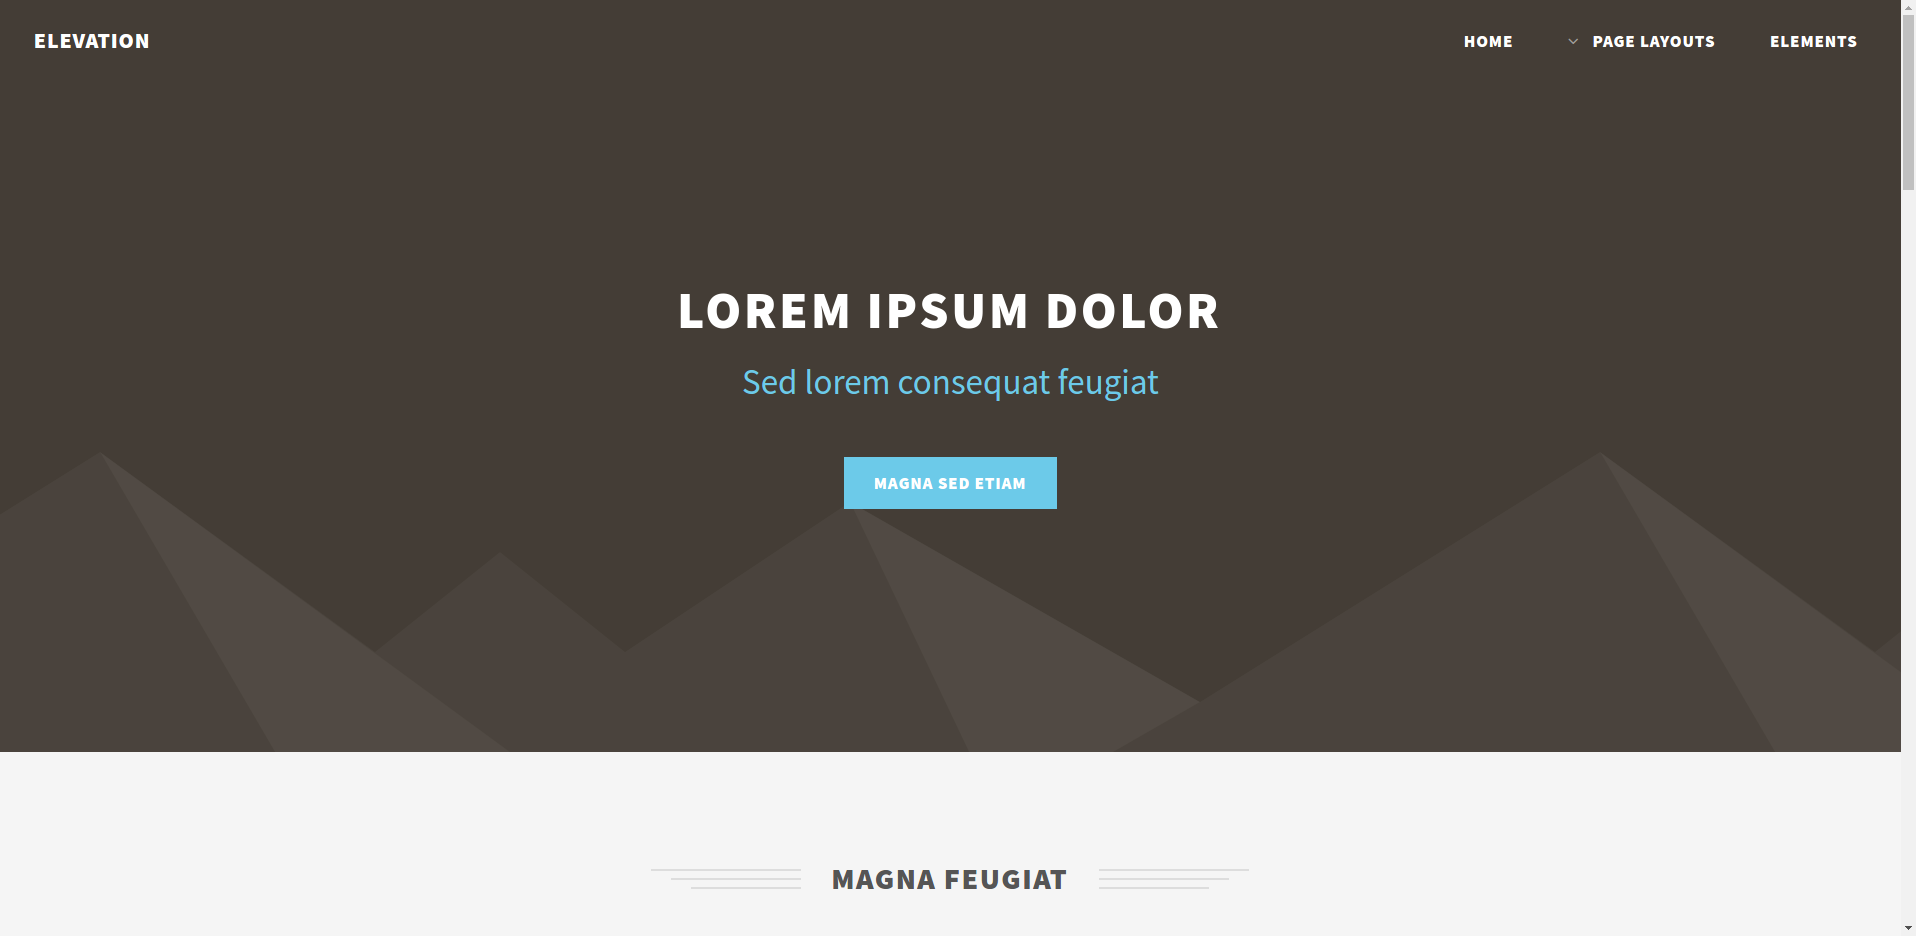 ELEVATION
HOME PAGE LAYOUTS ELEMENTS
LOREM IPSUM DOLOR
Sed lorem consequat feugiat
MAGNA SED ETIAM
MAGNA FEUGIAT